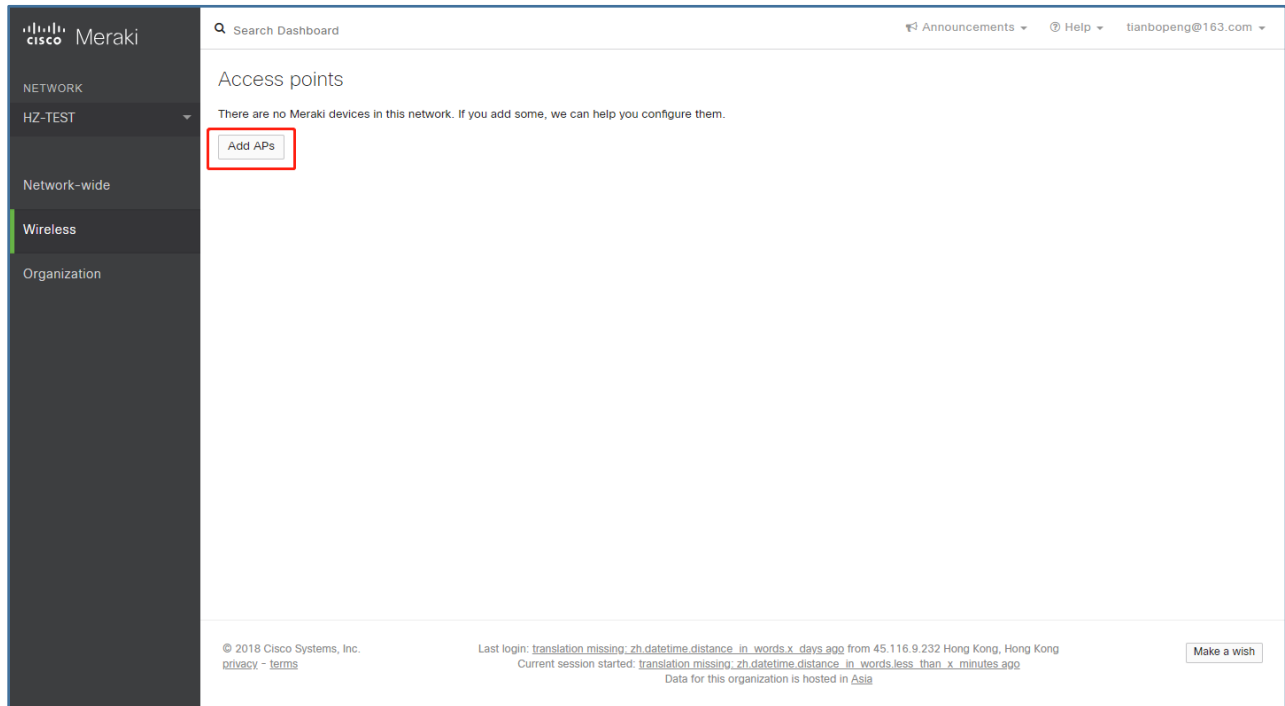 cisco Meraki
Search Dashboard
Announcements
Help
tianbopeng@163.com
NETWORK
HZ-TEST
Network-wide
Wireless
Organization
Access points
There are no Meraki devices in this network. If you add some, we can help you configure them.
Add APs
© 2018 Cisco Systems, Inc.
privacy - terms
Last login: translation missing: zh.datetime.distance_in_words.x_days ago from 45.116.9.232 Hong Kong, Hong Kong
Current session started: translation missing: zh.datetime.distance_in_words.less_than_x_minutes ago
Data for this organization is hosted in Asia
Make a wish